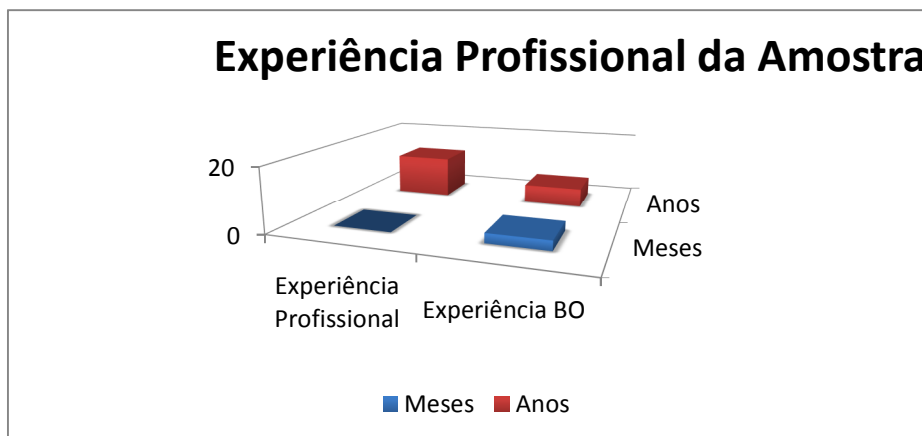 Experiência Profissional da Amostra
20
0
Anos
Meses
Experiência
Profissional
Experiência BO
Meses
Anos